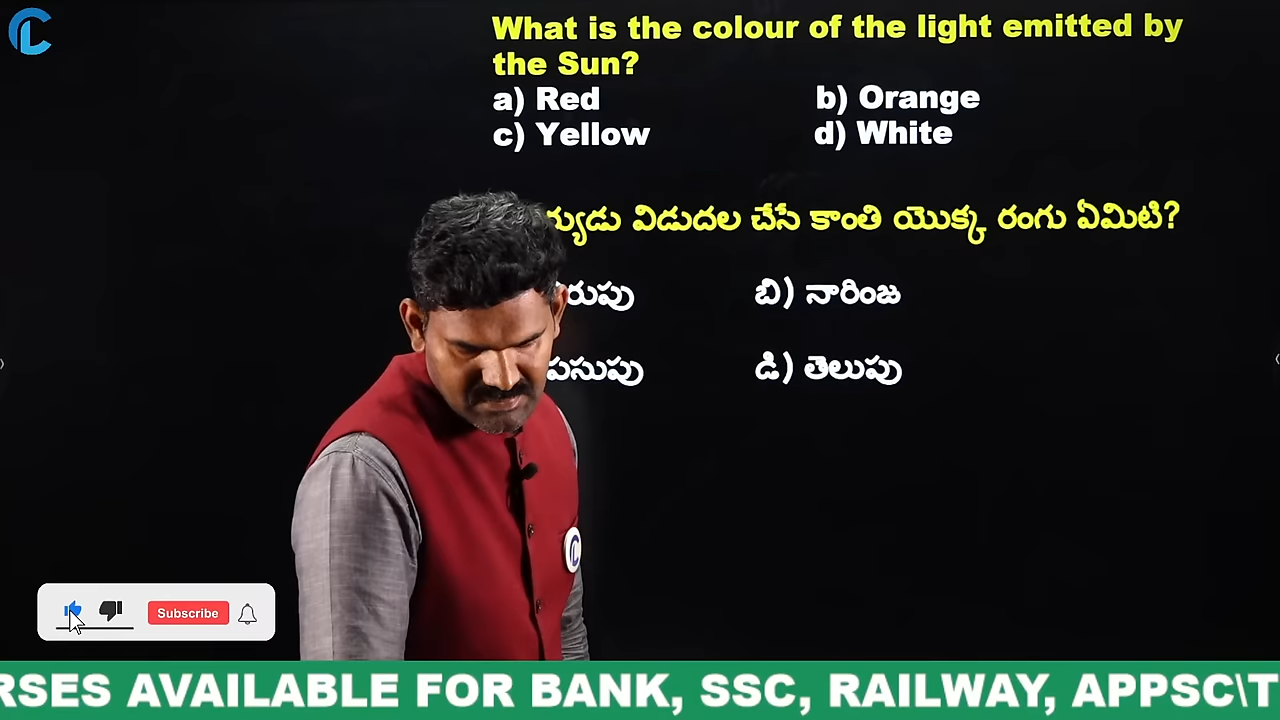 What is the colour of the light emitted by
the Sun?
a) Red b) Orange
c) Yellow d) White
విడుదల చేసే కాంతి యొక్క రంగు ఏమిటి?
బి) నారింజ
పసుపు డి) తెలుపు
Subscribe
AVAILABLE FOR BANK, SSC, RAILWAY, APPSC\T